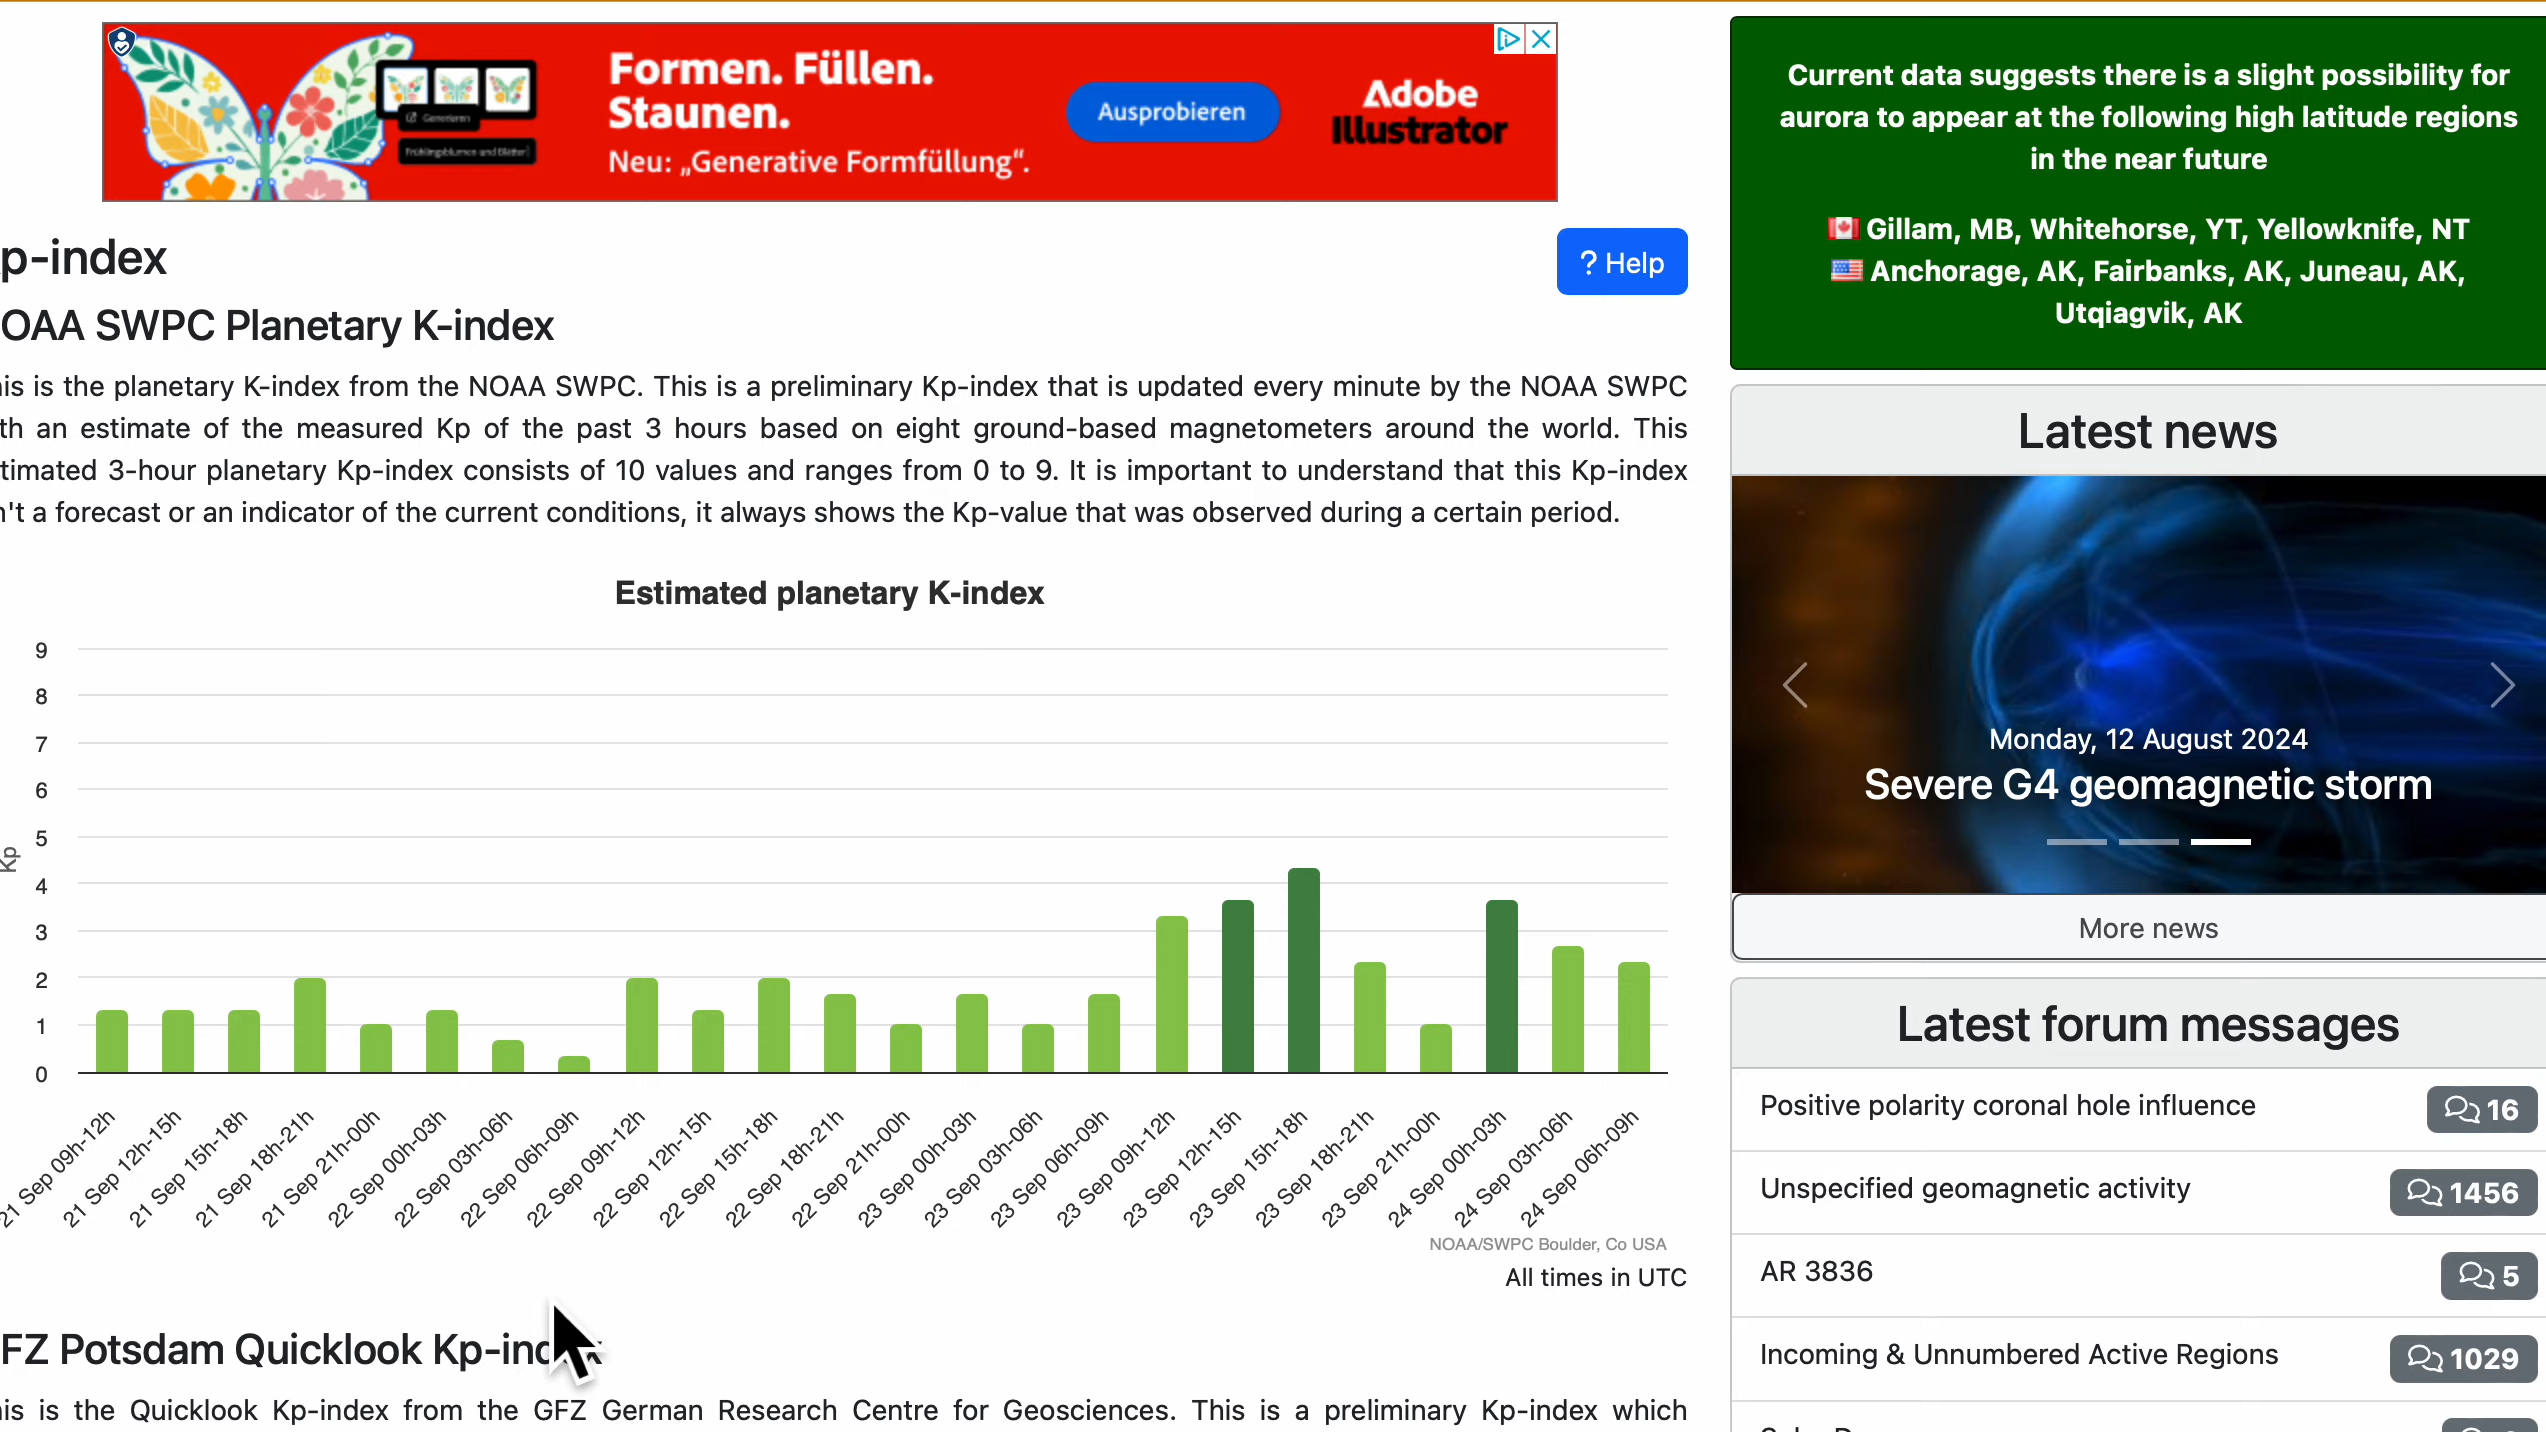 Formen. Füllen.
Staunen.
Neu: „Generative Formfüllung“.
Generieren
Frühlingsblumen und Blätter
Ausprobieren
Adobe
Illustrator
p-index
? Help
OAA SWPC Planetary K-index
is is the planetary K-index from the NOAA SWPC. This is a preliminary Kp-index that is updated every minute by the NOAA SWPC
th an estimate of the measured Kp of the past 3 hours based on eight ground-based magnetometers around the world. This
timated 3-hour planetary Kp-index consists of 10 values and ranges from 0 to 9. It is important to understand that this Kp-index
n't a forecast or an indicator of the current conditions, it always shows the Kp-value that was observed during a certain period.
Estimated planetary K-index
9
8
7
6
5
4
3
2
1
0
Kp
21 Sep 09h-12h
21 Sep 12h-15h
21 Sep 15h-18h
21 Sep 18h-21h
21 Sep 21h-00h
22 Sep 00h-03h
22 Sep 03h-06h
22 Sep 06h-09h
22 Sep 09h-12h
22 Sep 12h-15h
22 Sep 15h-18h
22 Sep 18h-21h
22 Sep 21h-00h
23 Sep 00h-03h
23 Sep 03h-06h
23 Sep 06h-09h
23 Sep 09h-12h
23 Sep 12h-15h
23 Sep 15h-18h
23 Sep 18h-21h
23 Sep 21h-00h
24 Sep 00h-03h
24 Sep 03h-06h
24 Sep 06h-09h
NOAA/SWPC Boulder, Co USA
All times in UTC
FZ Potsdam Quicklook Kp-index
is is the Quicklook Kp-index from the GFZ German Research Centre for Geosciences. This is a preliminary Kp-index which
Current data suggests there is a slight possibility for
aurora to appear at the following high latitude regions
in the near future
Gillam, MB, Whitehorse, YT, Yellowknife, NT
Anchorage, AK, Fairbanks, AK, Juneau, AK,
Utqiagvik, AK
Latest news
Monday, 12 August 2024
Severe G4 geomagnetic storm
More news
Latest forum messages
Positive polarity coronal hole influence 16
Unspecified geomagnetic activity 1456
AR 3836 5
Incoming & Unnumbered Active Regions 1029